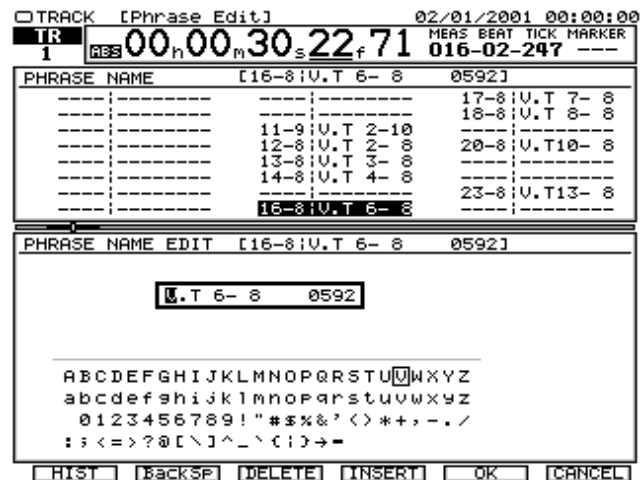 TRACK [Phrase Edit] 02/01/2001 00:00:00
TR 1 ABS 00h00m30s22f71 MEAS BEAT TICK MARKER
016-02-247 ---
PHRASE NAME [16-8¦V.T 6- 8 0592]
----¦-------- ----¦-------- 17-8¦V.T 7- 8
----¦-------- ----¦-------- 18-8¦V.T 8- 8
----¦-------- 11-9¦V.T 2-10 ----¦--------
----¦-------- 12-8¦V.T 2- 8 20-8¦V.T10- 8
----¦-------- 13-8¦V.T 3- 8 ----¦--------
----¦-------- 14-8¦V.T 4- 8 ----¦--------
----¦-------- ----¦-------- 23-8¦V.T13- 8
----¦-------- 16-8¦V.T 6- 8 ----¦--------
PHRASE NAME EDIT [16-8¦V.T 6- 8 0592]
V.T 6- 8 0592
ABCDEFGHIJKLMNOPQRSTUVWXYZ
abcdefghijklmnopqrstuvwxyz
0123456789!"#$%&'()*+,-./
:;<=>?@[\]^_`{|}→←
HIST BackSP DELETE INSERT OK CANCEL